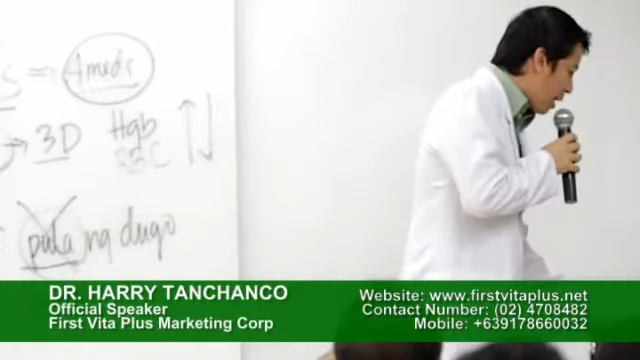 S = 4 meds
→ 3D Hgb ↑↓
RBC
pula ng dugo
DR. HARRY TANCHANCO
Official Speaker
First Vita Plus Marketing Corp
Website: www.firstvitaplus.net
Contact Number: (02) 4708482
Mobile: +639178660032